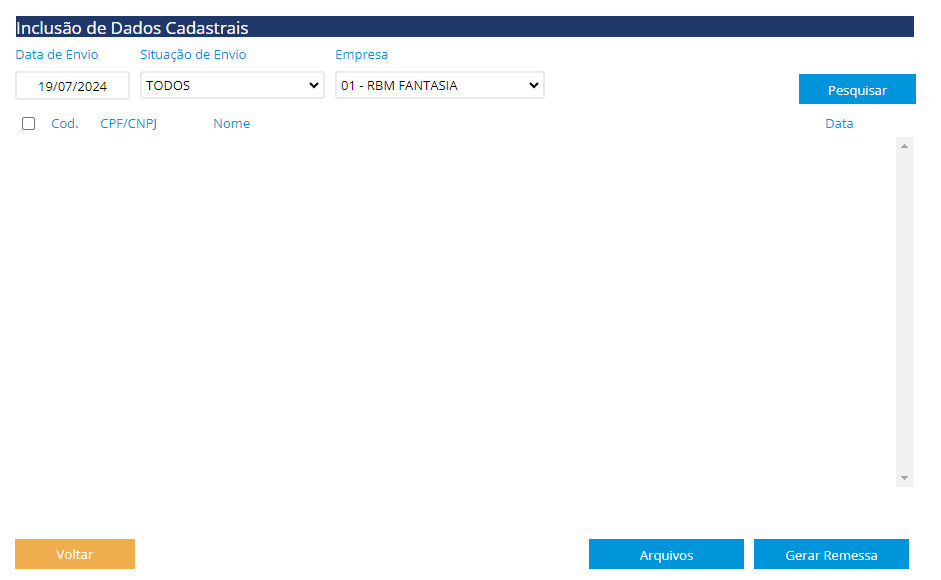 Inclusão de Dados Cadastrais
Data de Envio Situação de Envio Empresa
19/07/2024 TODOS 01 - RBM FANTASIA
Pesquisar
Cod. CPF/CNPJ Nome Data
Voltar Arquivos Gerar Remessa